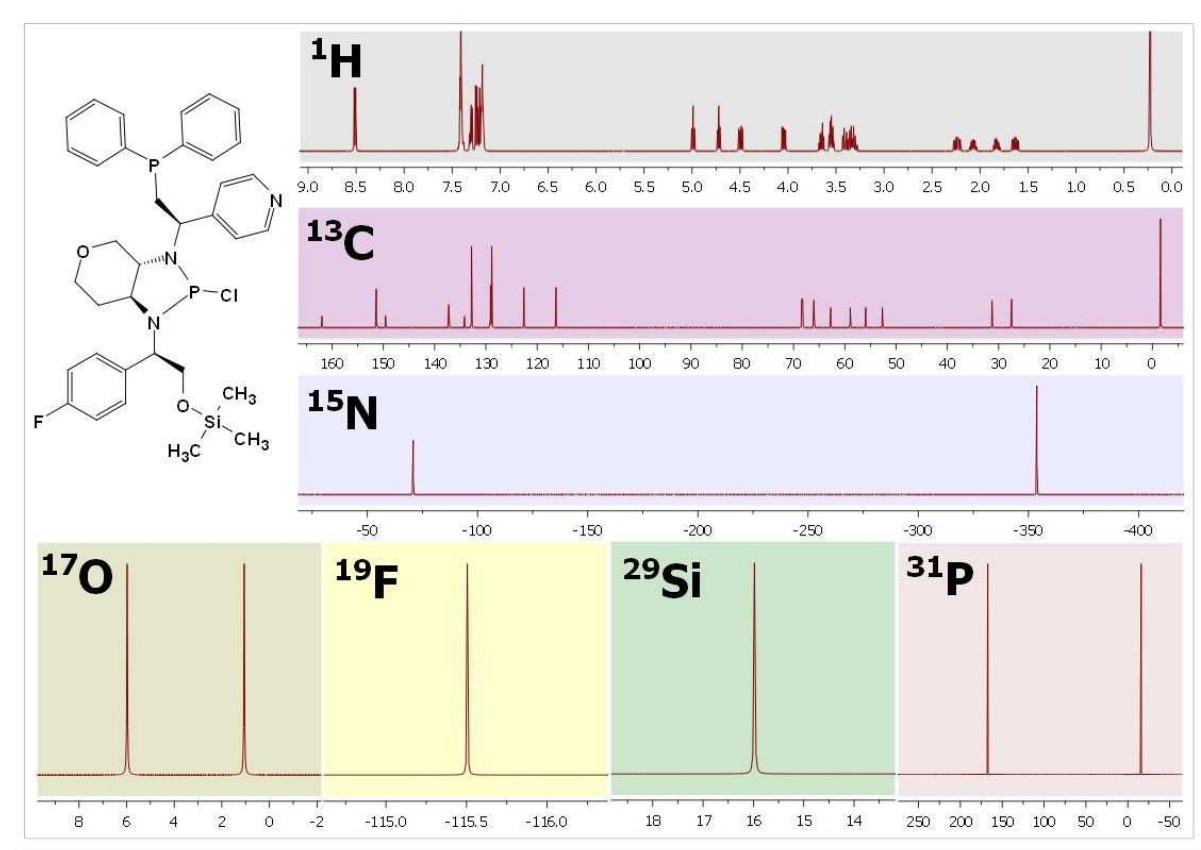 ¹H
9.0 8.5 8.0 7.5 7.0 6.5 6.0 5.5 5.0 4.5 4.0 3.5 3.0 2.5 2.0 1.5 1.0 0.5 0.0
P
N
O
N
P Cl
N
F
O
Si
CH₃
CH₃
H₃C
¹³C
160 150 140 130 120 110 100 90 80 70 60 50 40 30 20 10 0
¹⁵N
-50 -100 -150 -200 -250 -300 -350 -400
¹⁷O
8 6 4 2 0 -2
¹⁹F
-115.0 -115.5 -116.0
²⁹Si
18 17 16 15 14
³¹P
250 200 150 100 50 0 -50